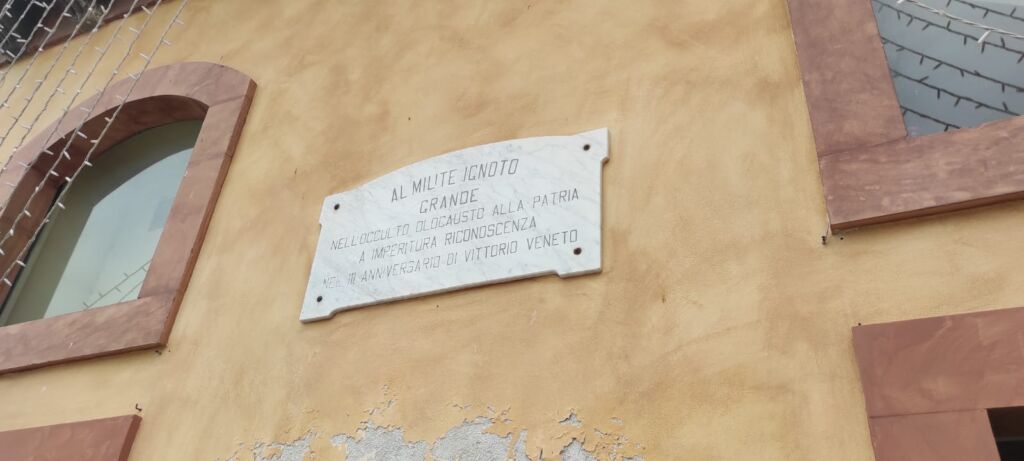 AL MILITE IGNOTO
GRANDE
NELL'OCCULTO OLOCAUSTO ALLA PATRIA
A IMPERITURA RICONOSCENZA
NEL III ANNIVERSARIO DI VITTORIO VENETO